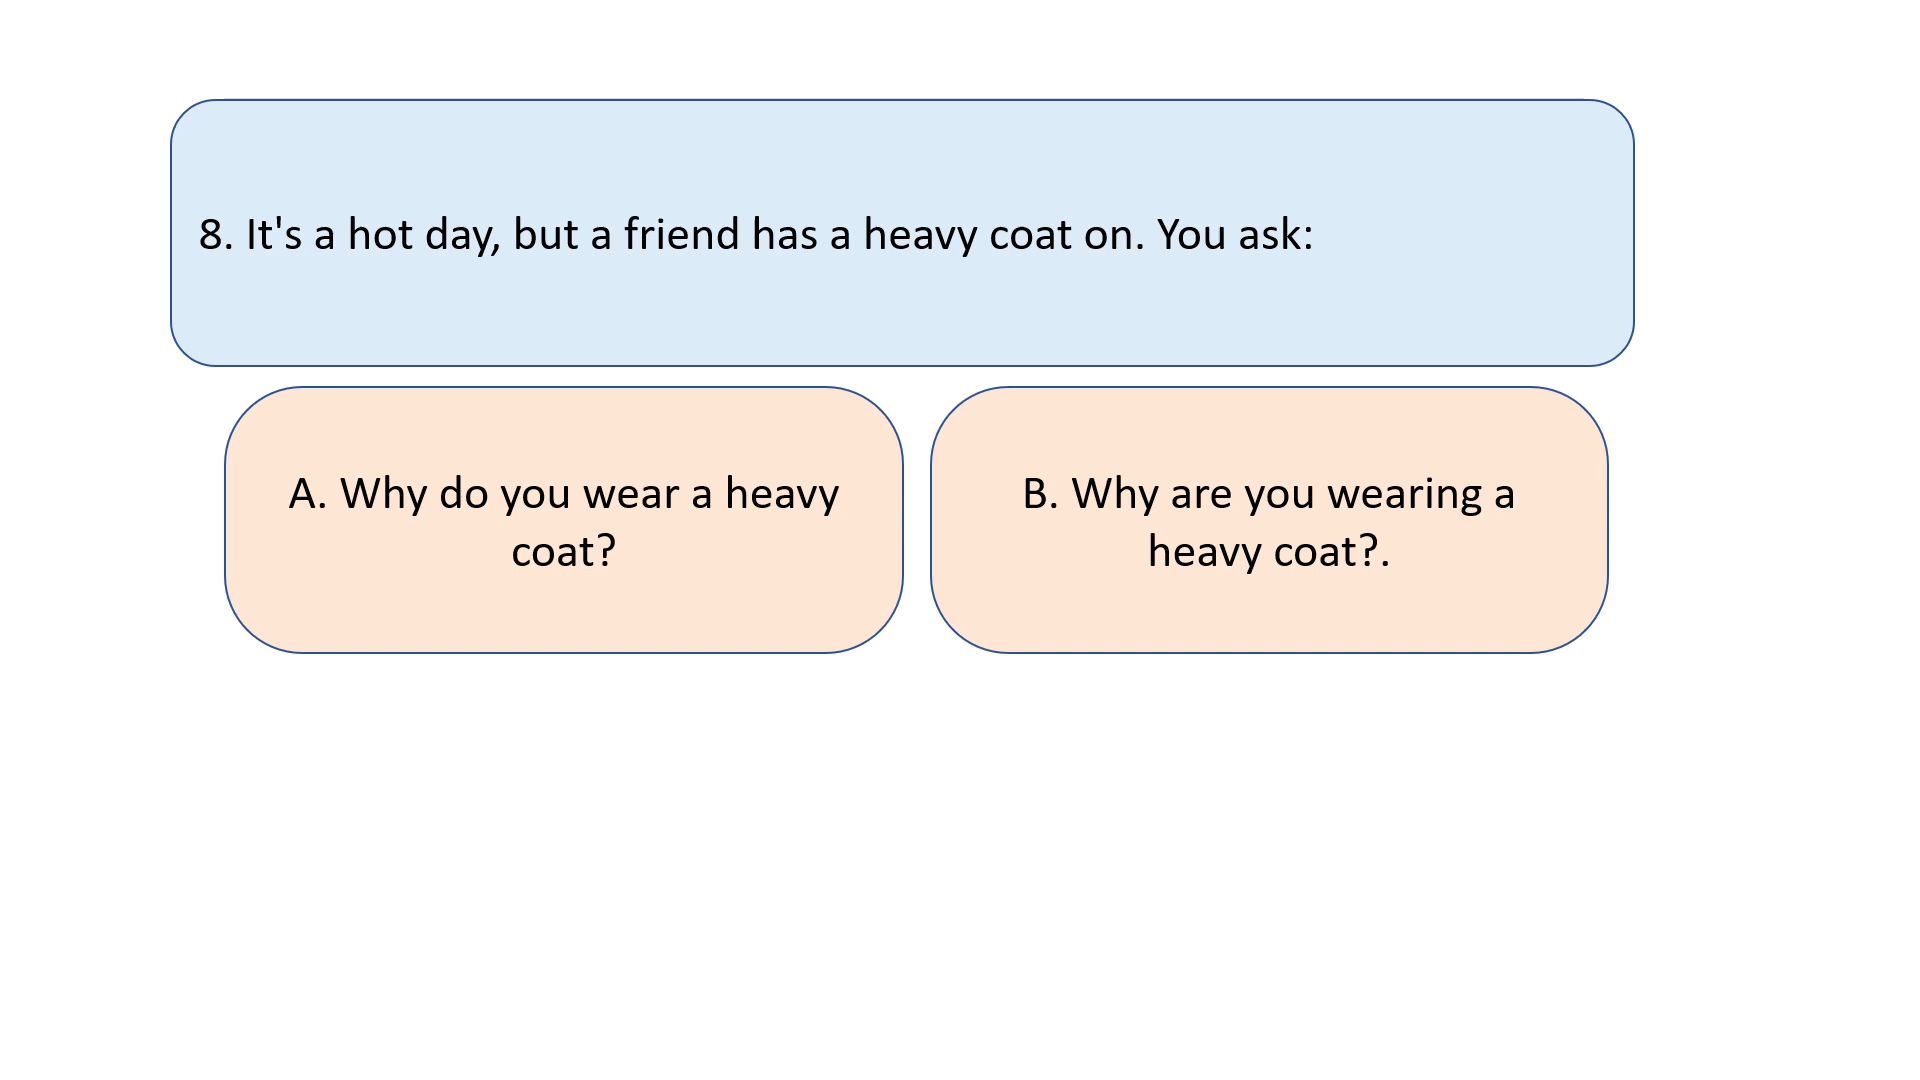 8. It's a hot day, but a friend has a heavy coat on. You ask:
A. Why do you wear a heavy
coat?
B. Why are you wearing a
heavy coat?.